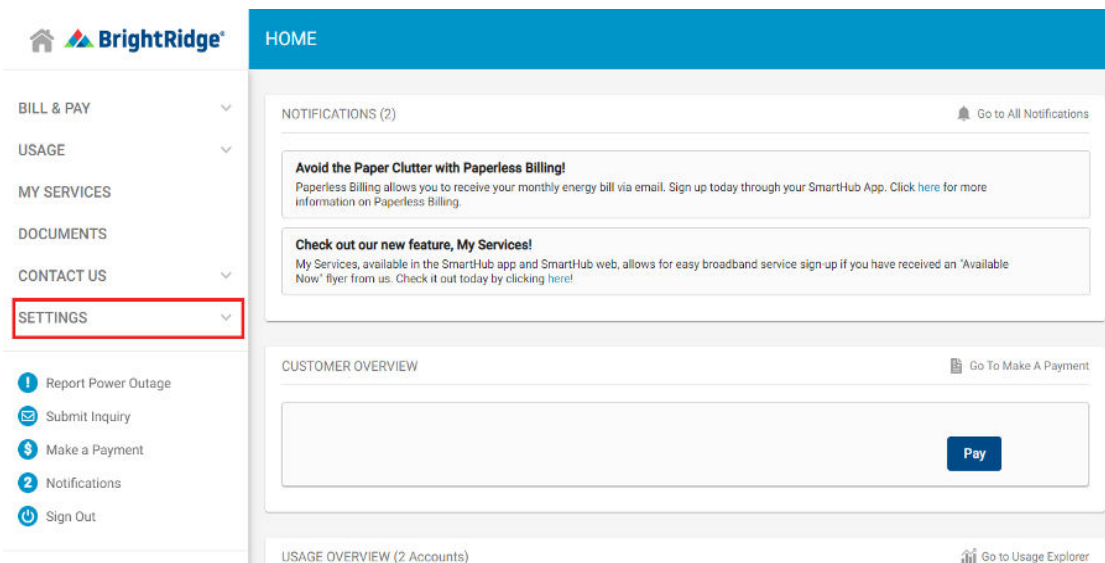 BrightRidge®
HOME
BILL & PAY
USAGE
MY SERVICES
DOCUMENTS
CONTACT US
SETTINGS
! Report Power Outage
Submit Inquiry
$ Make a Payment
2 Notifications
Sign Out
NOTIFICATIONS (2)
Go to All Notifications
Avoid the Paper Clutter with Paperless Billing!
Paperless Billing allows you to receive your monthly energy bill via email. Sign up today through your SmartHub App. Click here for more
information on Paperless Billing.
Check out our new feature, My Services!
My Services, available in the SmartHub app and SmartHub web, allows for easy broadband service sign-up if you have received an "Available
Now" flyer from us. Check it out today by clicking here!
CUSTOMER OVERVIEW
Go To Make A Payment
Pay
USAGE OVERVIEW (2 Accounts)
Go to Usage Explorer